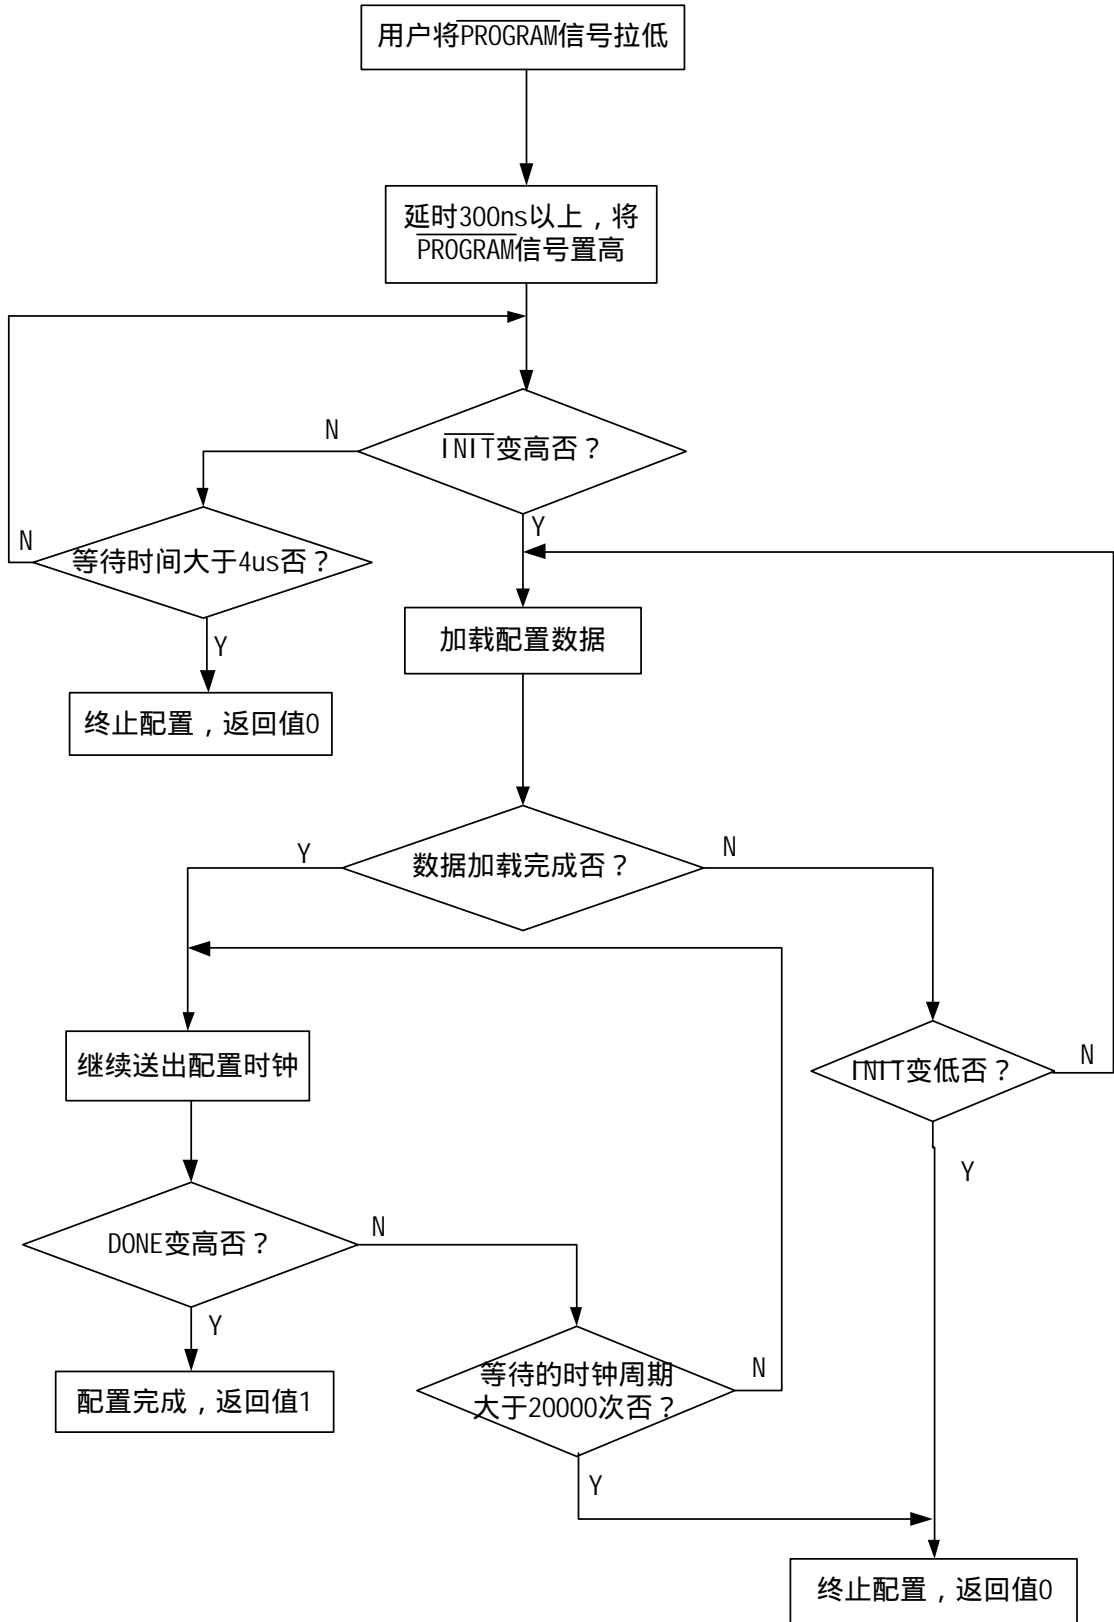 用户将PROGRAM信号拉低
延时300ns以上，将
PROGRAM信号置高
N
INIT变高否？
Y
N
等待时间大于4us否？
Y
加载配置数据
终止配置，返回值0
Y
数据加载完成否？
N
继续送出配置时钟
INIT变低否？
N
Y
DONE变高否？
N
Y
等待的时钟周期
大于20000次否？
N
配置完成，返回值1
Y
终止配置，返回值0